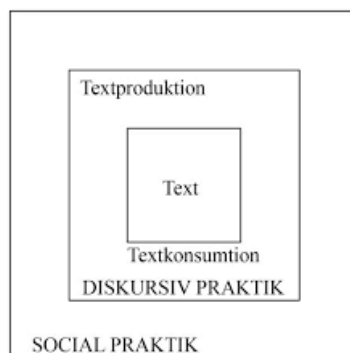 Textproduktion
Text
Textkonsumtion
DISKURSIV PRAKTIK
SOCIAL PRAKTIK